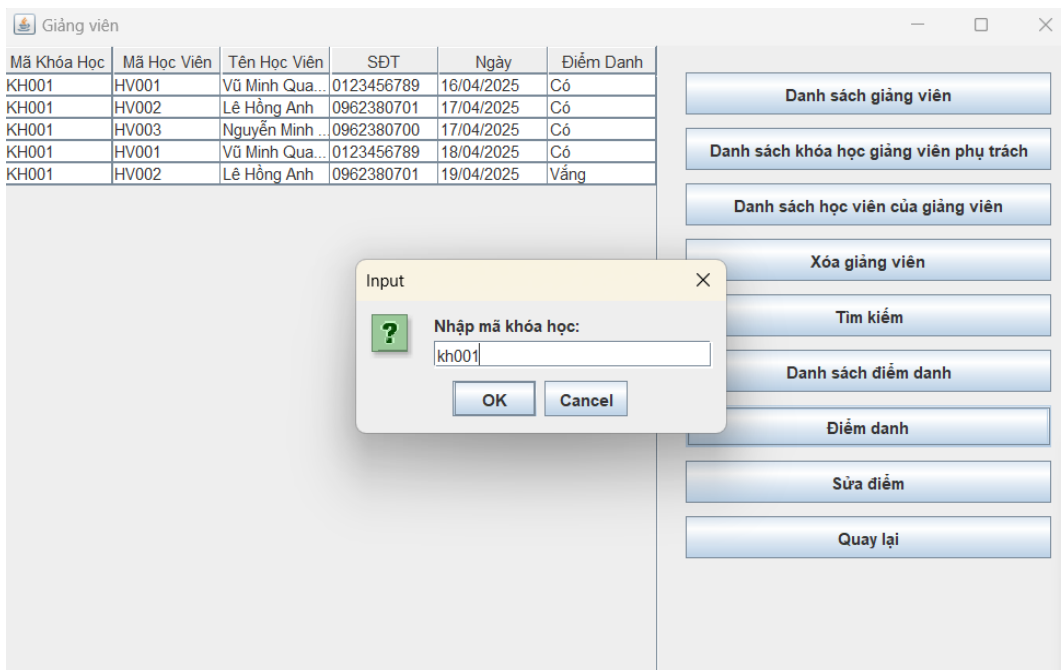 Giảng viên
Mã Khóa Học Mã Học Viên Tên Học Viên SĐT Ngày Điểm Danh
KH001 HV001 Vũ Minh Qua... 0123456789 16/04/2025 Có
KH001 HV002 Lê Hồng Anh 0962380701 17/04/2025 Có
KH001 HV003 Nguyễn Minh ... 0962380700 17/04/2025 Có
KH001 HV001 Vũ Minh Qua... 0123456789 18/04/2025 Có
KH001 HV002 Lê Hồng Anh 0962380701 19/04/2025 Vắng
Input
Nhập mã khóa học:
kh001
OK Cancel
Danh sách giảng viên
Danh sách khóa học giảng viên phụ trách
Danh sách học viên của giảng viên
Xóa giảng viên
Tìm kiếm
Danh sách điểm danh
Điểm danh
Sửa điểm
Quay lại